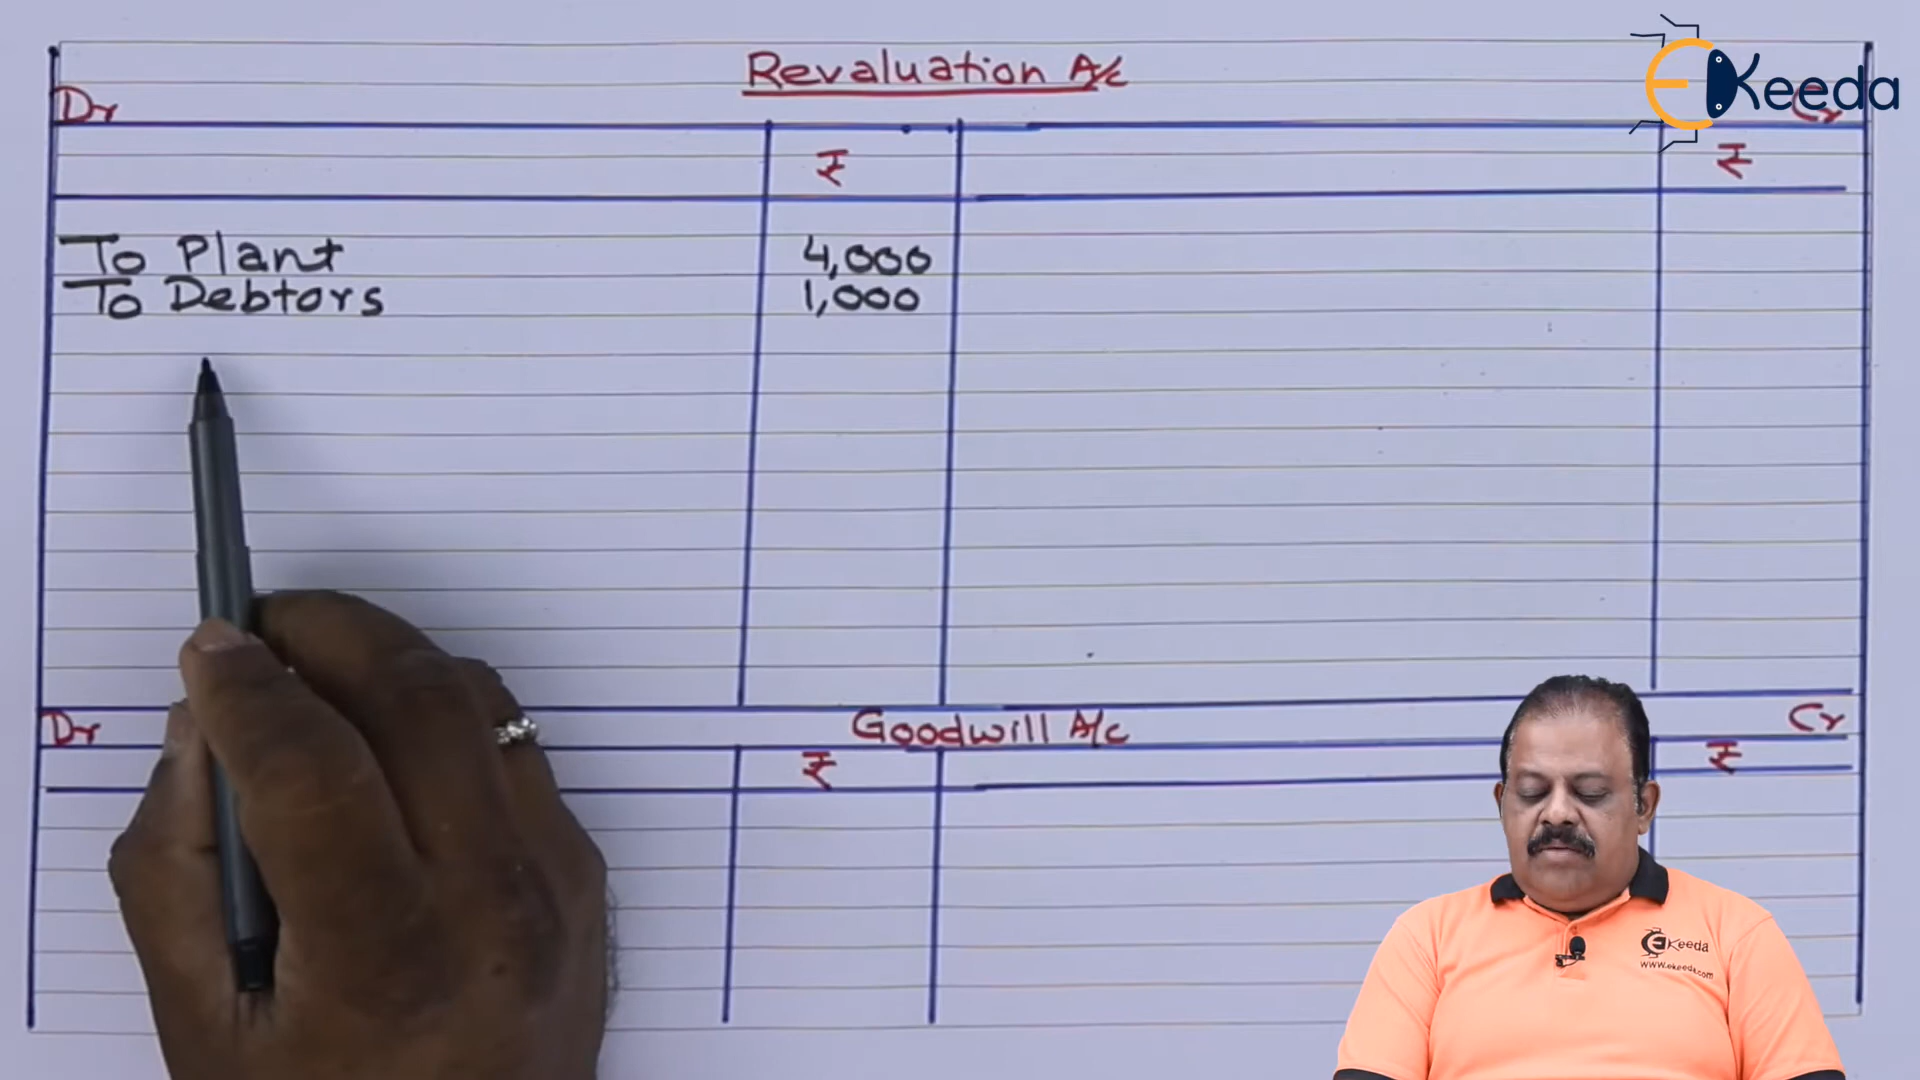 Revaluation A/c
Keeda
Dr
Cr
₹
₹
To Plant
4,000
To Debtors
1,000
Dr
Goodwill A/c
Cr
₹
₹
Keeda
www.ekeeda.com